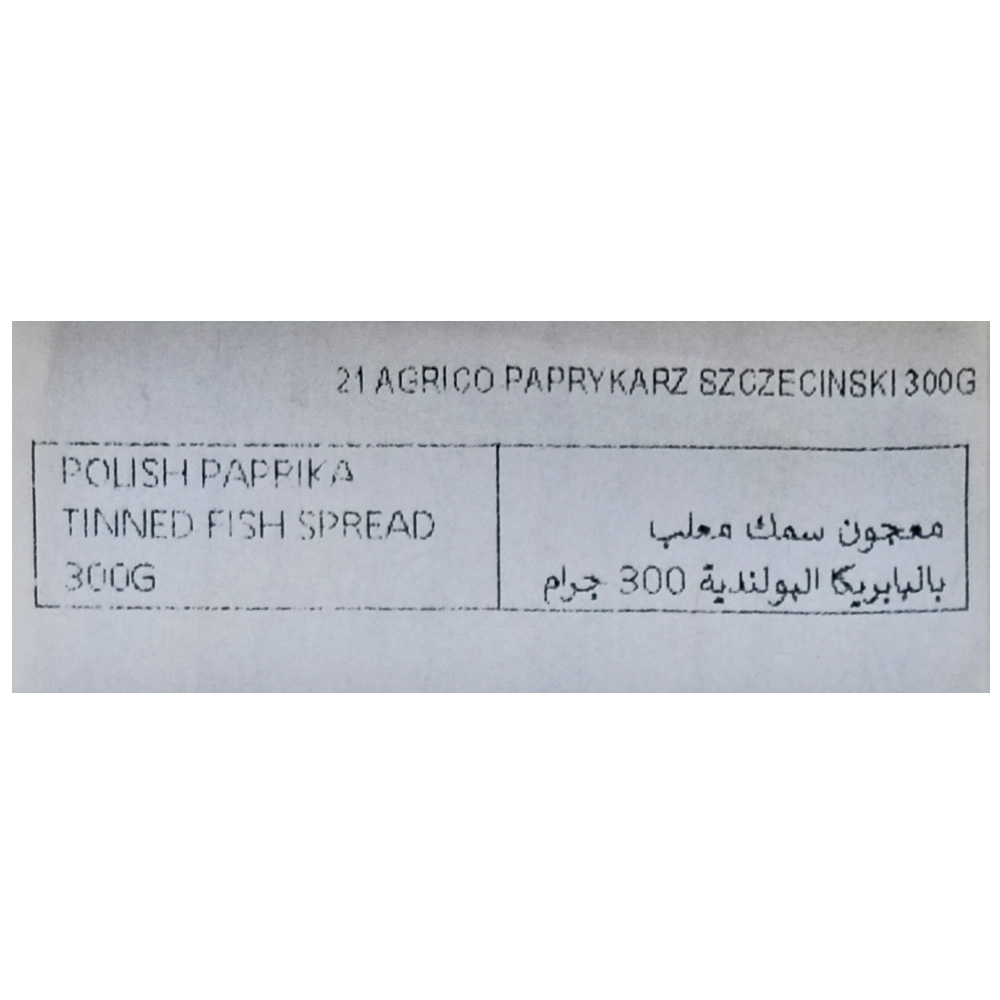 21 AGRICO PAPRYKARZ SZCZECINSKI 300G
POLISH PAPRIKA
TINNED FISH SPREAD
300G
معجون سمك معلب
بالبابريكا البولندية 300 جرام